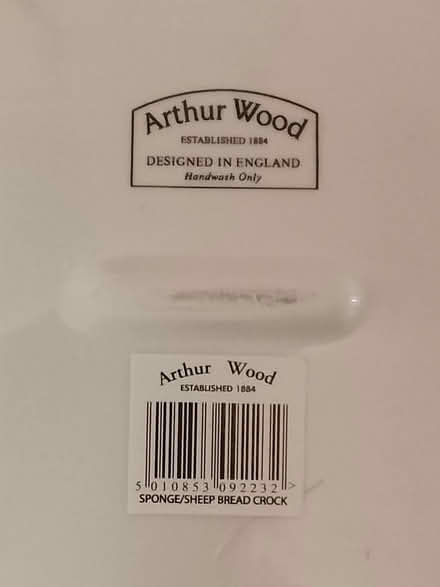 Arthur Wood
ESTABLISHED 1884
DESIGNED IN ENGLAND
Handwash Only
Arthur Wood
ESTABLISHED 1884
5 010853 092232 >
SPONGE/SHEEP BREAD CROCK